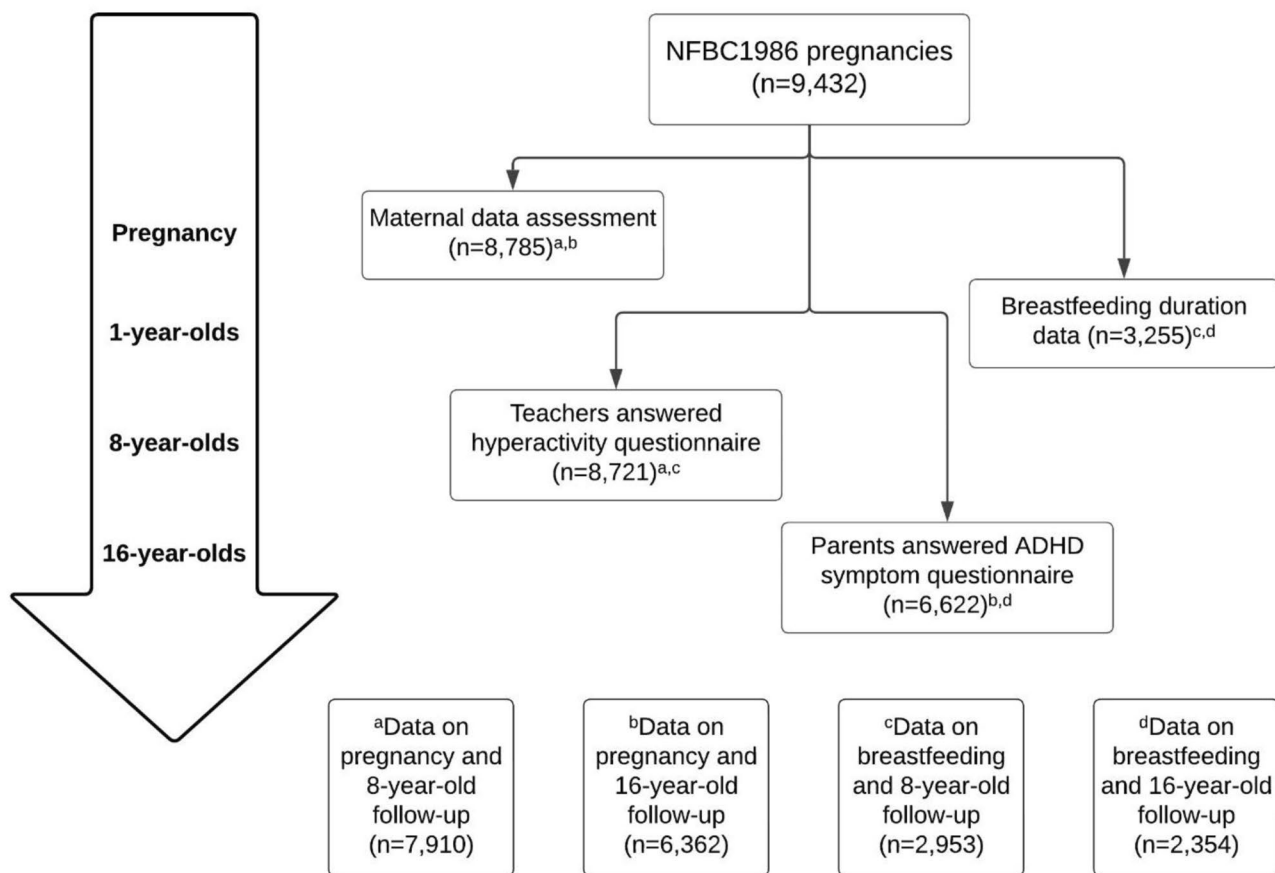 NFBC1986 pregnancies
(n=9,432)
Maternal data assessment
(n=8,785)a,b
Pregnancy
Breastfeeding duration
data (n=3,255)c,d
1-year-olds
Teachers answered
hyperactivity questionnaire
(n=8,721)a,c
8-year-olds
Parents answered ADHD
symptom questionnaire
(n=6,622)b,d
16-year-olds
aData on
pregnancy and
8-year-old
follow-up
(n=7,910)
bData on
pregnancy and
16-year-old
follow-up
(n=6,362)
cData on
breastfeeding
and 8-year-old
follow-up
(n=2,953)
dData on
breastfeeding
and 16-year-old
follow-up
(n=2,354)